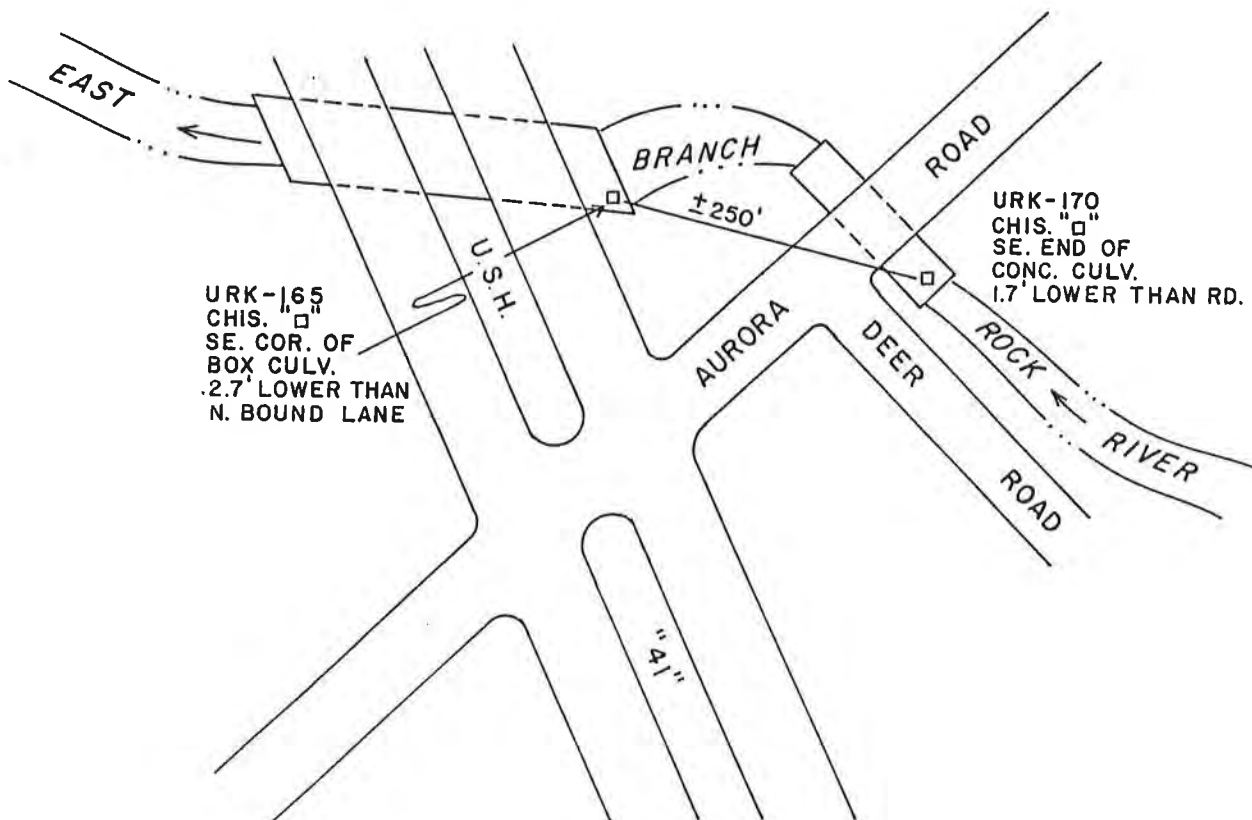 EAST
BRANCH
ROAD
±250'
URK-170
CHIS. "□"
SE. END OF
CONC. CULV.
1.7' LOWER THAN RD.
U.S.H.
URK-165
CHIS. "□"
SE. COR. OF
BOX CULV.
.2.7' LOWER THAN
N. BOUND LANE
AURORA
DEER
ROCK
RIVER
ROAD
"41"